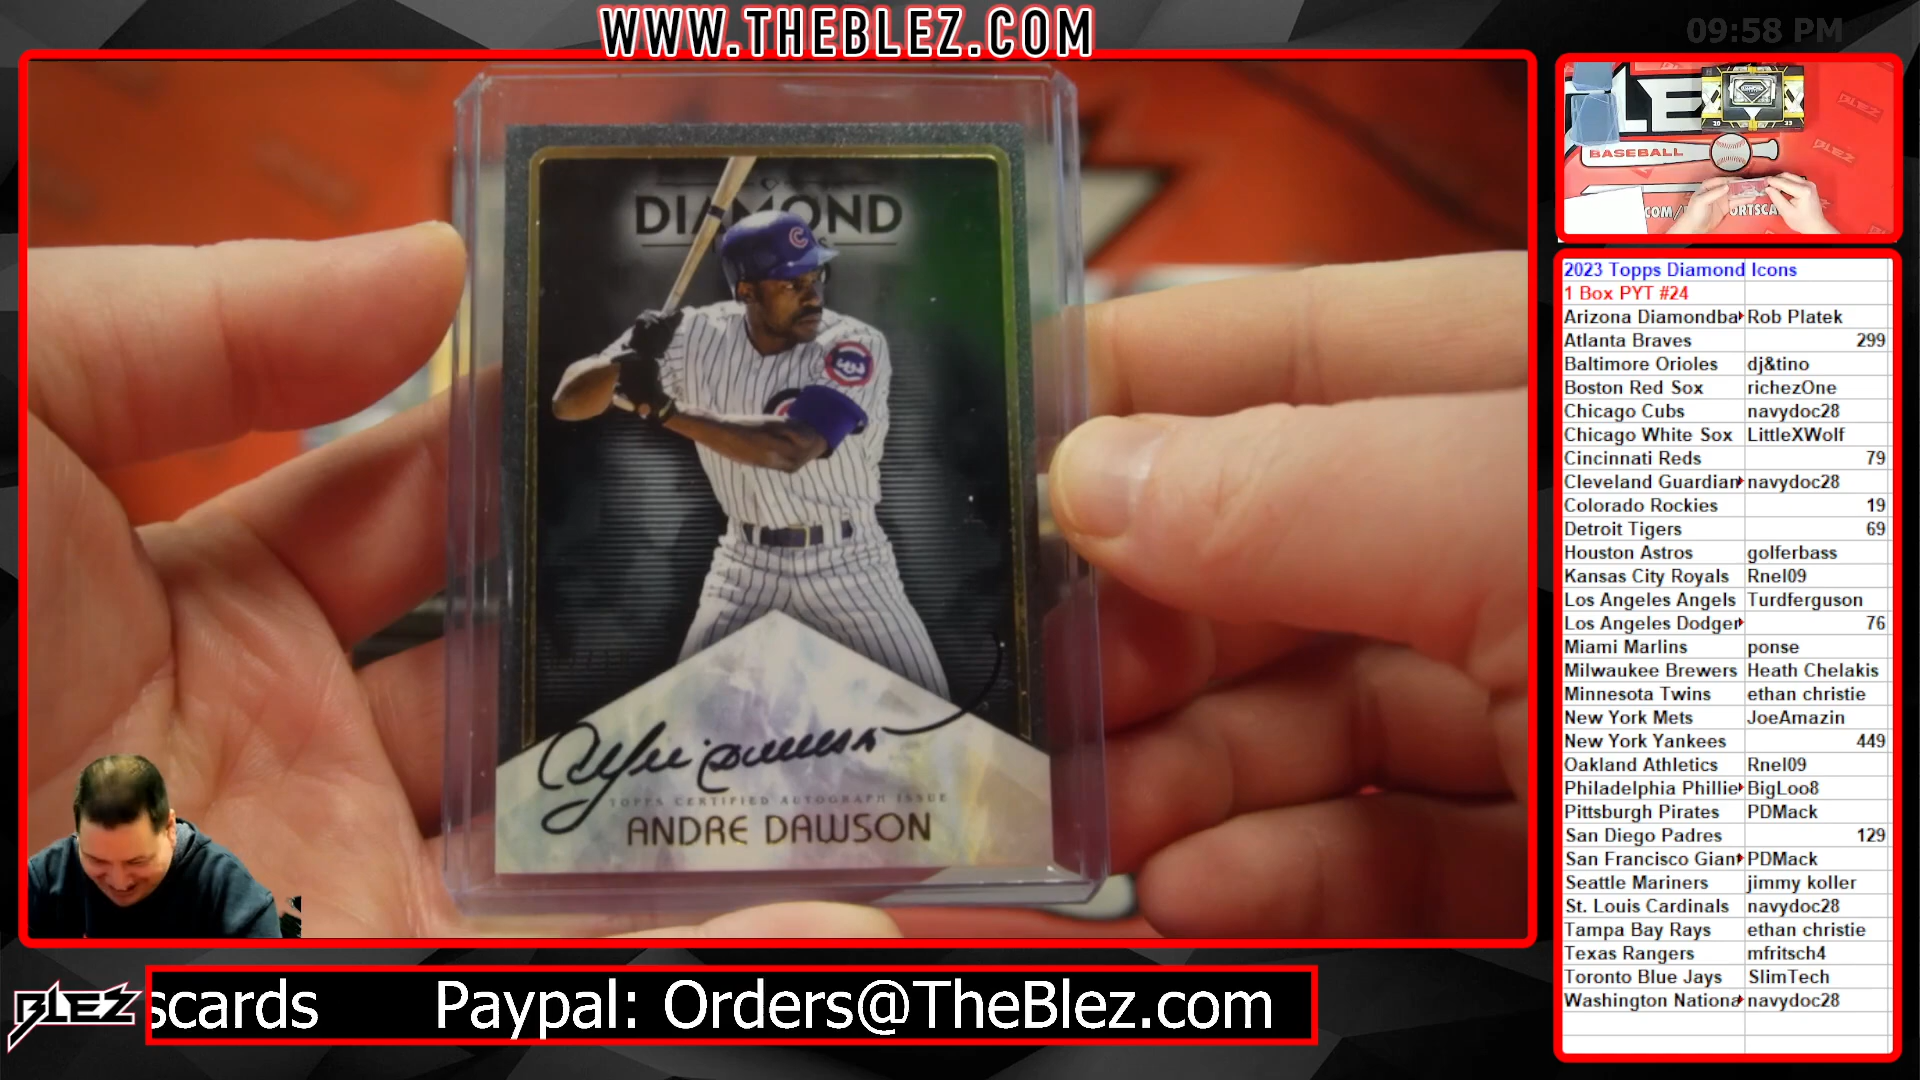 WWW.THEBLEZ.COM
09:58 PM
DIAMOND
C
ANDRE DAWSON
TOPPS CERTIFIED AUTOGRAPH ISSUE
Andre Dawson
BASEBALL
BLEZ
2023 Topps Diamond Icons
1 Box PYT #24
Arizona Diamondba Rob Platek
Atlanta Braves 299
Baltimore Orioles dj&tino
Boston Red Sox richezOne
Chicago Cubs navydoc28
Chicago White Sox LittleXWolf
Cincinnati Reds 79
Cleveland Guardian navydoc28
Colorado Rockies 19
Detroit Tigers 69
Houston Astros golferbass
Kansas City Royals Rnel09
Los Angeles Angels Turdferguson
Los Angeles Dodger 76
Miami Marlins ponse
Milwaukee Brewers Heath Chelakis
Minnesota Twins ethan christie
New York Mets JoeAmazin
New York Yankees 449
Oakland Athletics Rnel09
Philadelphia Phillie BigLoo8
Pittsburgh Pirates PDMack
San Diego Padres 129
San Francisco Giant PDMack
Seattle Mariners jimmy koller
St. Louis Cardinals navydoc28
Tampa Bay Rays ethan christie
Texas Rangers mfritsch4
Toronto Blue Jays SlimTech
Washington Nationa navydoc28
BLEZ
scards Paypal: Orders@TheBlez.com